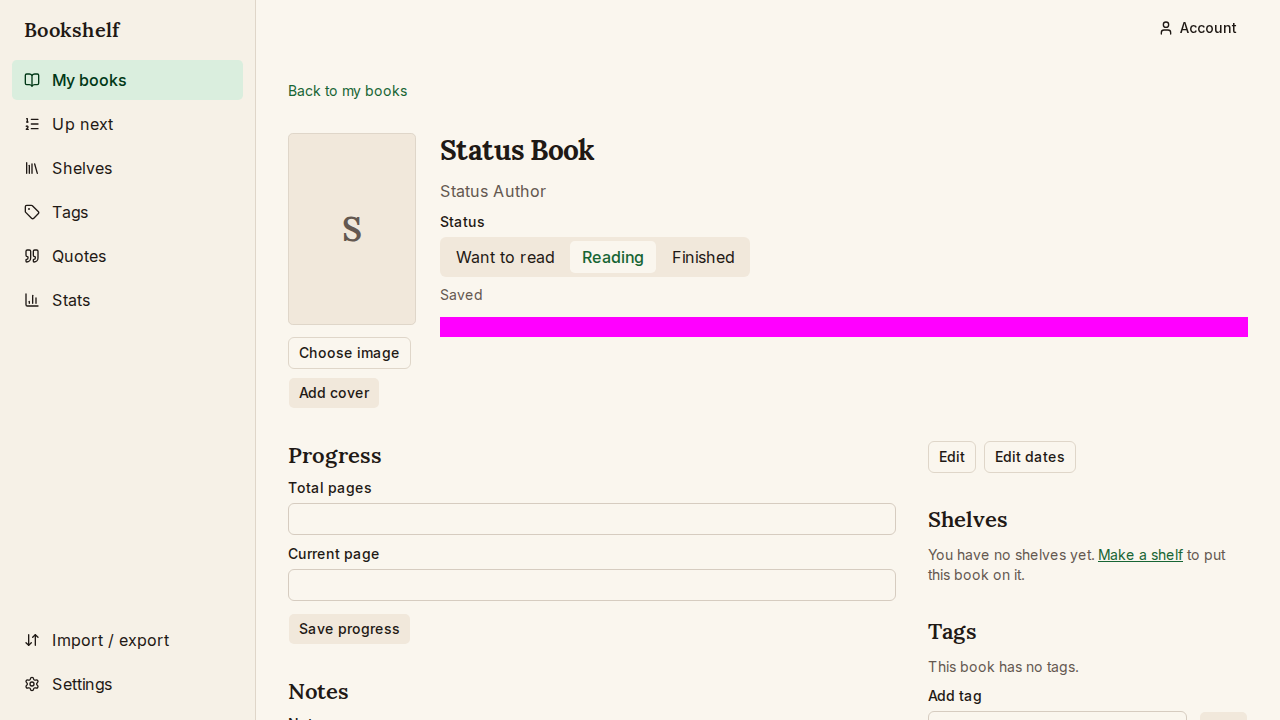 Bookshelf
My books
Up next
Shelves
Tags
Quotes
Stats
Import / export
Settings
Account
Back to my books
S
Status Book
Status Author
Status
Want to read
Reading
Finished
Saved
Choose image
Add cover
Progress
Total pages
Current page
Save progress
Notes
Edit
Edit dates
Shelves
You have no shelves yet. Make a shelf to put
this book on it.
Tags
This book has no tags.
Add tag